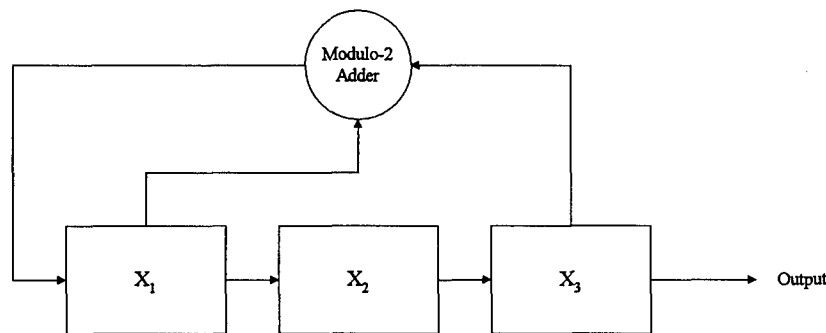 Modulo-2
Adder
X₁
X₂
X₃
Output